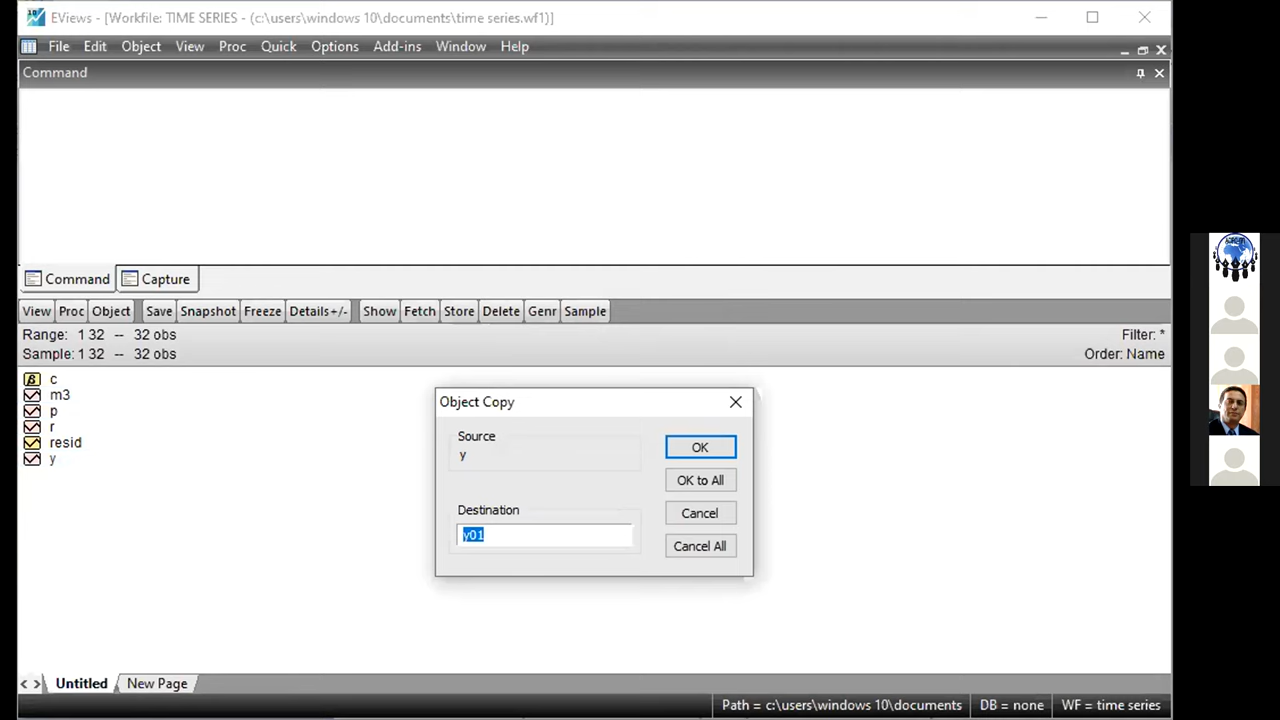 EViews - [Workfile: TIME SERIES - (c:\users\windows 10\documents\time series.wf1)]
File Edit Object View Proc Quick Options Add-ins Window Help
Command
Command Capture
View Proc Object Save Snapshot Freeze Details+/- Show Fetch Store Delete Genr Sample
Range: 1 32 -- 32 obs Filter: *
Sample: 1 32 -- 32 obs Order: Name
c
m3
p
r
resid
y
Object Copy
Source
y
OK
OK to All
Destination
Cancel
y01
Cancel All
Untitled New Page
Path = c:\users\windows 10\documents DB = none WF = time series